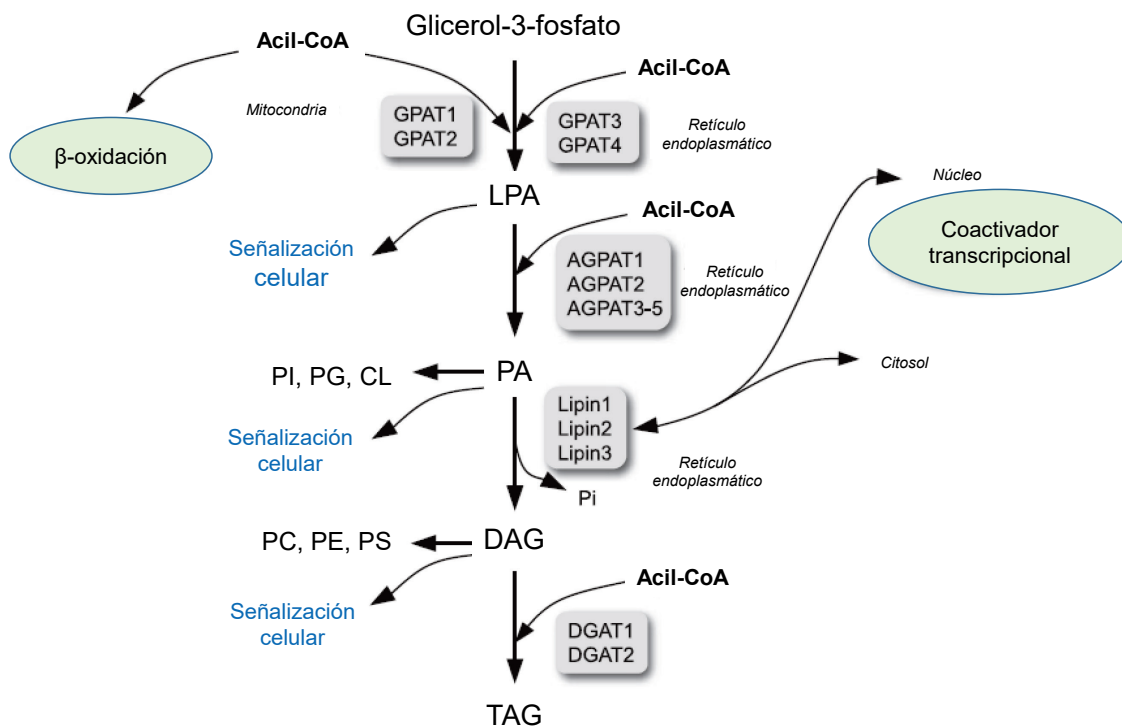 Glicerol-3-fosfato
Acil-CoA
Acil-CoA
Mitocondria
GPAT1
GPAT2
GPAT3
GPAT4
Retículo
endoplasmático
β-oxidación
LPA
Núcleo
Acil-CoA
Coactivador
transcripcional
Señalización
celular
AGPAT1
AGPAT2
AGPAT3-5
Retículo
endoplasmático
Citosol
PI, PG, CL
PA
Lipin1
Lipin2
Lipin3
Señalización
celular
Retículo
endoplasmático
Pi
PC, PE, PS
DAG
Acil-CoA
Señalización
celular
DGAT1
DGAT2
TAG